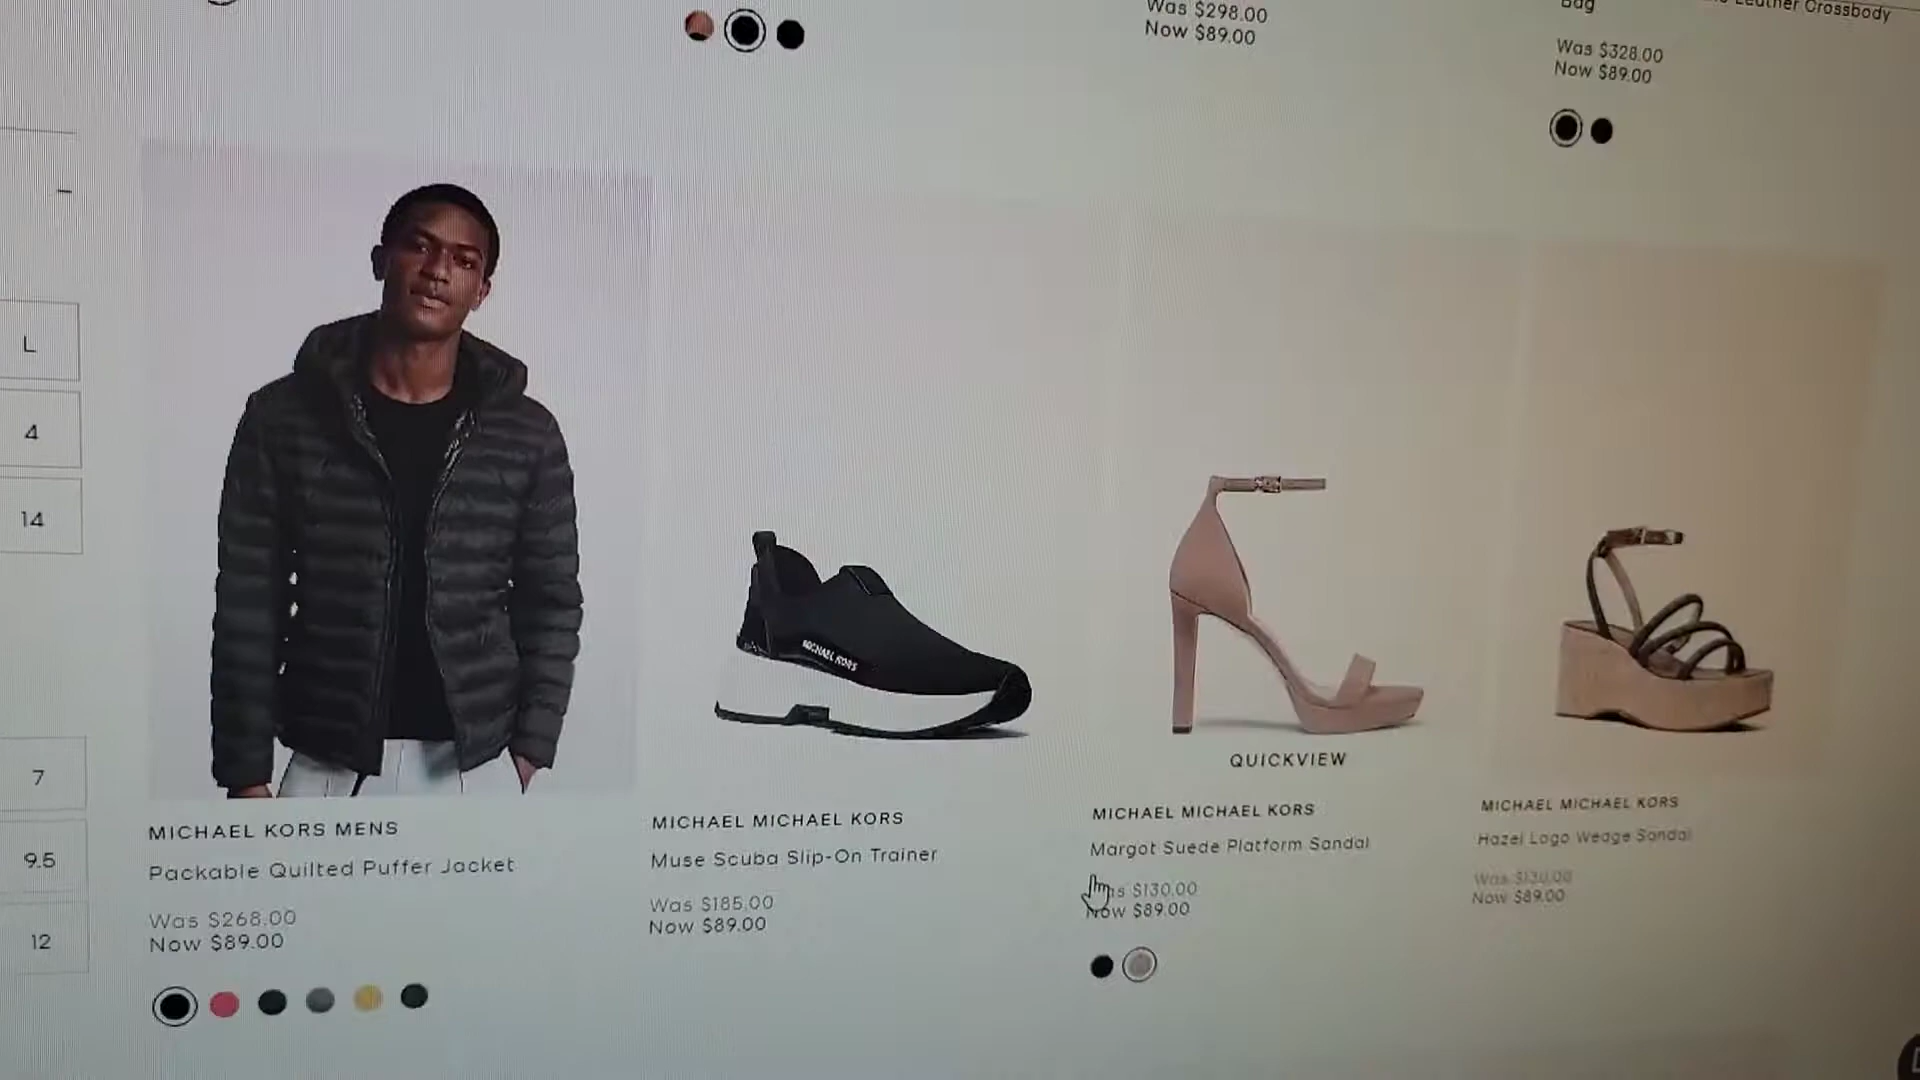 Was $298.00
Now $89.00
Bag
Leather Crossbody
Was $328.00
Now $89.00
L
4
14
7
9.5
12
MICHAEL KORS
QUICKVIEW
MICHAEL KORS MENS
Packable Quilted Puffer Jacket
Was $268.00
Now $89.00
MICHAEL MICHAEL KORS
Muse Scuba Slip-On Trainer
Was $185.00
Now $89.00
MICHAEL MICHAEL KORS
Margot Suede Platform Sandal
$130.00
Now $89.00
MICHAEL MICHAEL KORS
Hazel Logo Wedge Sandal
Was $130.00
Now $89.00